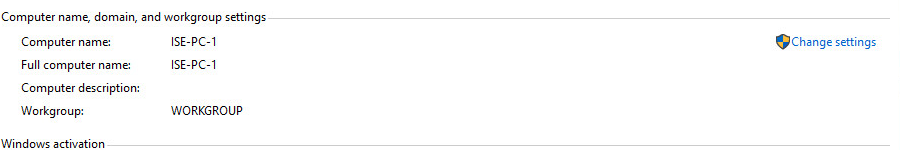 Computer name, domain, and workgroup settings
Computer name: ISE-PC-1 Change settings
Full computer name: ISE-PC-1
Computer description:
Workgroup: WORKGROUP
Windows activation